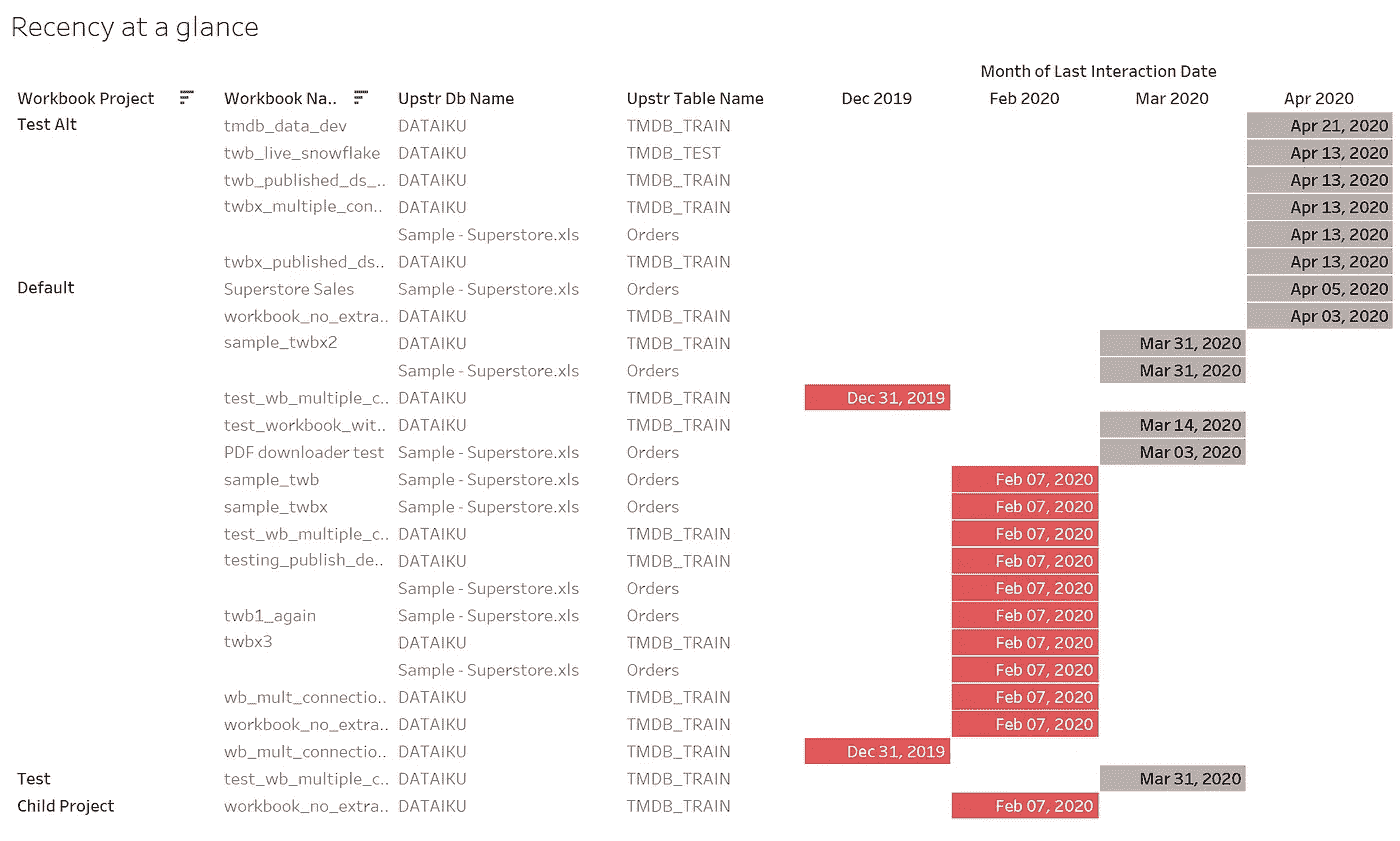 Recency at a glance
Month of Last Interaction Date
Workbook Project Workbook Na.. Upstr Db Name Upstr Table Name Dec 2019 Feb 2020 Mar 2020 Apr 2020
Test Alt tmdb_data_dev DATAIKU TMDB_TRAIN Apr 21, 2020
twb_live_snowflake DATAIKU TMDB_TEST Apr 13, 2020
twb_published_ds_.. DATAIKU TMDB_TRAIN Apr 13, 2020
twbx_multiple_con.. DATAIKU TMDB_TRAIN Apr 13, 2020
Sample - Superstore.xls Orders Apr 13, 2020
twbx_published_ds.. DATAIKU TMDB_TRAIN Apr 13, 2020
Default Superstore Sales Sample - Superstore.xls Orders Apr 05, 2020
workbook_no_extra.. DATAIKU TMDB_TRAIN Apr 03, 2020
sample_twbx2 DATAIKU TMDB_TRAIN Mar 31, 2020
Sample - Superstore.xls Orders Mar 31, 2020
test_wb_multiple_c.. DATAIKU TMDB_TRAIN Dec 31, 2019
test_workbook_wit.. DATAIKU TMDB_TRAIN Mar 14, 2020
PDF downloader test Sample - Superstore.xls Orders Mar 03, 2020
sample_twb Sample - Superstore.xls Orders Feb 07, 2020
sample_twbx Sample - Superstore.xls Orders Feb 07, 2020
test_wb_multiple_c.. DATAIKU TMDB_TRAIN Feb 07, 2020
testing_publish_de.. DATAIKU TMDB_TRAIN Feb 07, 2020
Sample - Superstore.xls Orders Feb 07, 2020
twb1_again Sample - Superstore.xls Orders Feb 07, 2020
twbx3 DATAIKU TMDB_TRAIN Feb 07, 2020
Sample - Superstore.xls Orders Feb 07, 2020
wb_mult_connectio.. DATAIKU TMDB_TRAIN Feb 07, 2020
workbook_no_extra.. DATAIKU TMDB_TRAIN Feb 07, 2020
wb_mult_connectio.. DATAIKU TMDB_TRAIN Dec 31, 2019
Test test_wb_multiple_c.. DATAIKU TMDB_TRAIN Mar 31, 2020
Child Project workbook_no_extra.. DATAIKU TMDB_TRAIN Feb 07, 2020